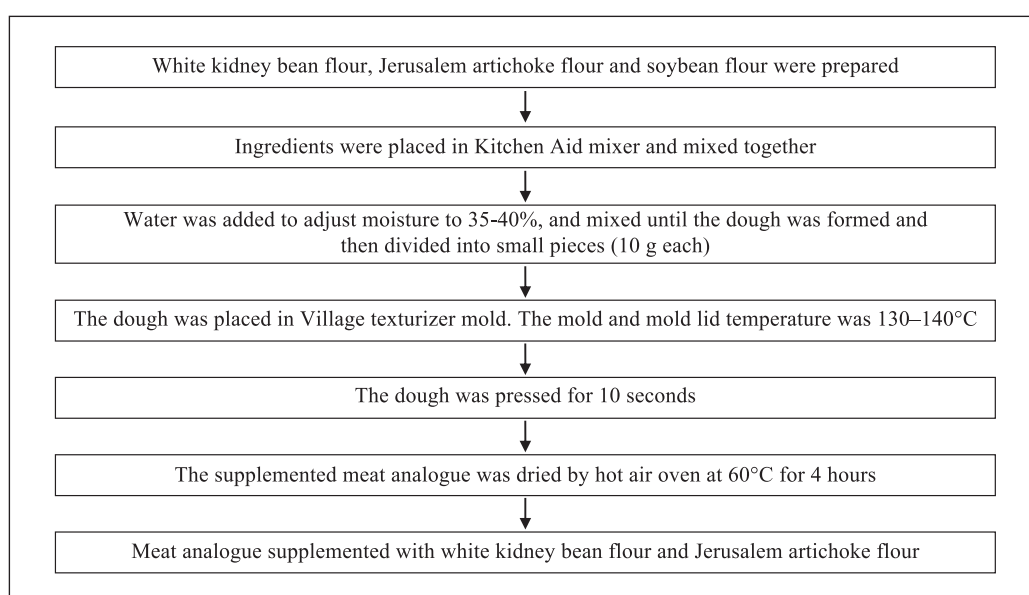 White kidney bean flour, Jerusalem artichoke flour and soybean flour were prepared
Ingredients were placed in Kitchen Aid mixer and mixed together
Water was added to adjust moisture to 35-40%, and mixed until the dough was formed and
then divided into small pieces (10 g each)
The dough was placed in Village texturizer mold. The mold and mold lid temperature was 130–140°C
The dough was pressed for 10 seconds
The supplemented meat analogue was dried by hot air oven at 60°C for 4 hours
Meat analogue supplemented with white kidney bean flour and Jerusalem artichoke flour